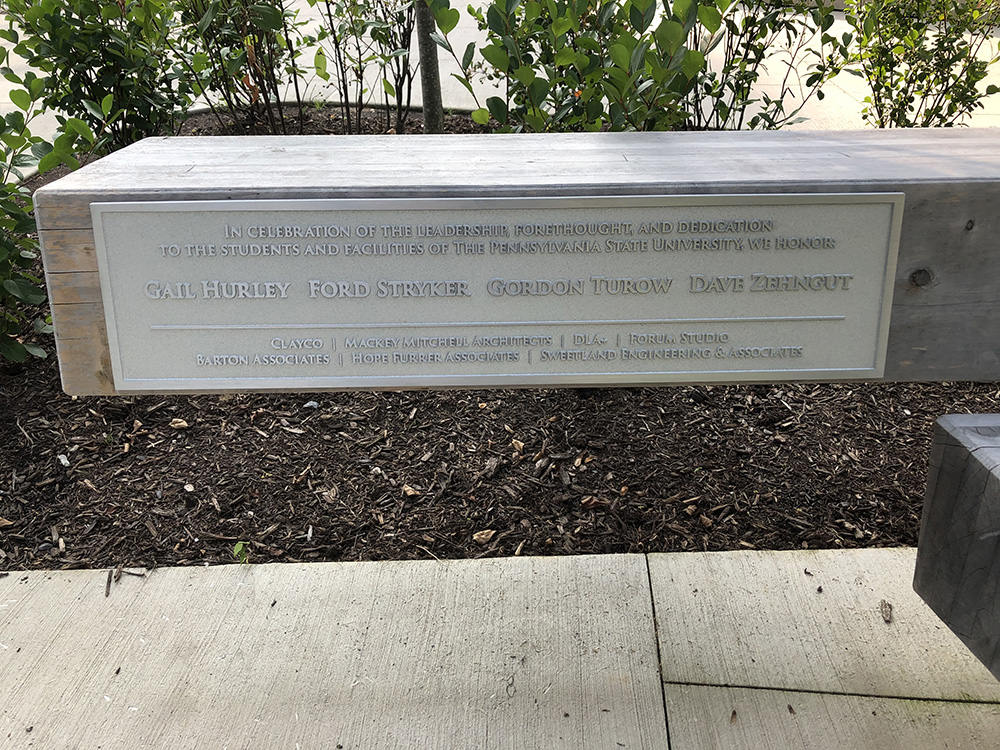 IN CELEBRATION OF THE LEADERSHIP, FORETHOUGHT, AND DEDICATION
TO THE STUDENTS AND FACILITIES OF THE PENNSYLVANIA STATE UNIVERSITY, WE HONOR:
GAIL HURLEY FORD STRYKER GORDON TUROW DAVE ZEHNGUT
CLAYCO | MACKEY MITCHELL ARCHITECTS | DLA+ | FORUM STUDIO
BARTON ASSOCIATES | HOPE FURRER ASSOCIATES | SWEETLAND ENGINEERING & ASSOCIATES